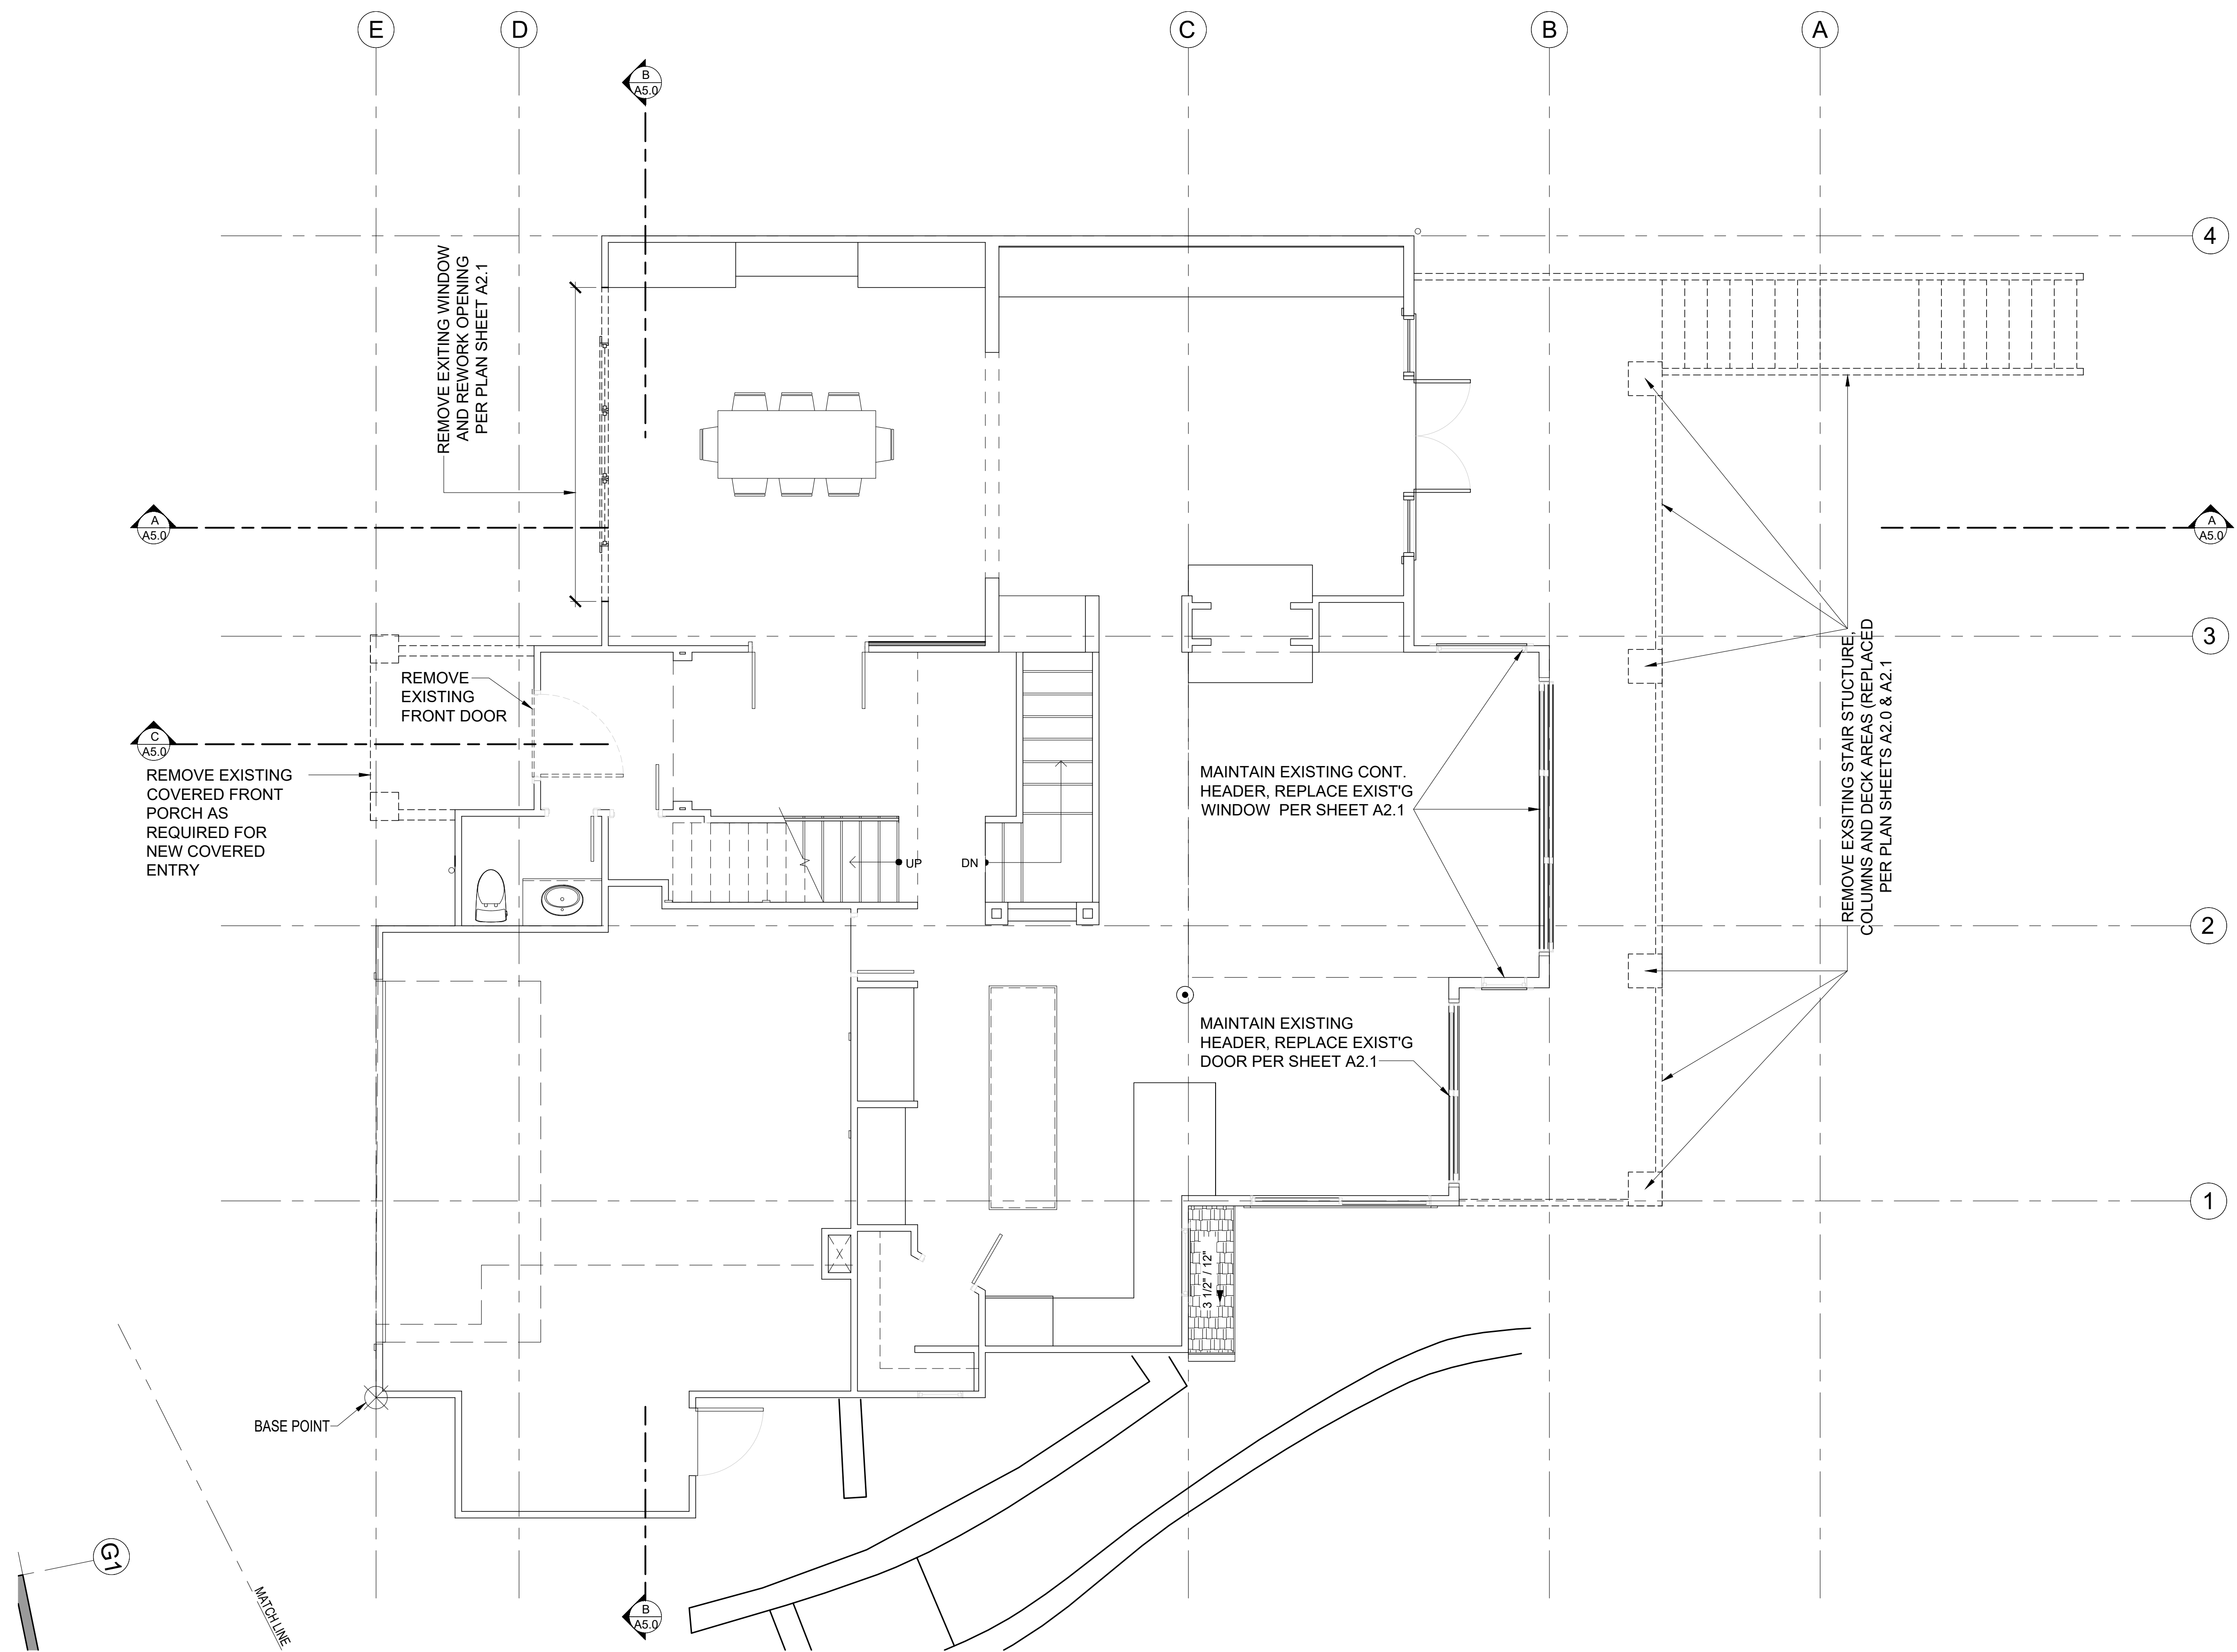 E
D
C
B
A
B
A5.0
4
REMOVE EXITING WINDOW
AND REWORK OPENING
PER PLAN SHEET A2.1
A
A5.0
A
A5.0
3
REMOVE
EXISTING
FRONT DOOR
C
A5.0
REMOVE EXISTING
COVERED FRONT
PORCH AS
REQUIRED FOR
NEW COVERED
ENTRY
MAINTAIN EXISTING CONT.
HEADER, REPLACE EXIST'G
WINDOW PER SHEET A2.1
REMOVE EXSITING STAIR STUCTURE,
COLUMNS AND DECK AREAS (REPLACED
PER PLAN SHEETS A2.0 & A2.1
UP
DN
2
MAINTAIN EXISTING
HEADER, REPLACE EXIST'G
DOOR PER SHEET A2.1
1
3 1/2" / 12"
BASE POINT
G1
MATCH LINE
B
A5.0